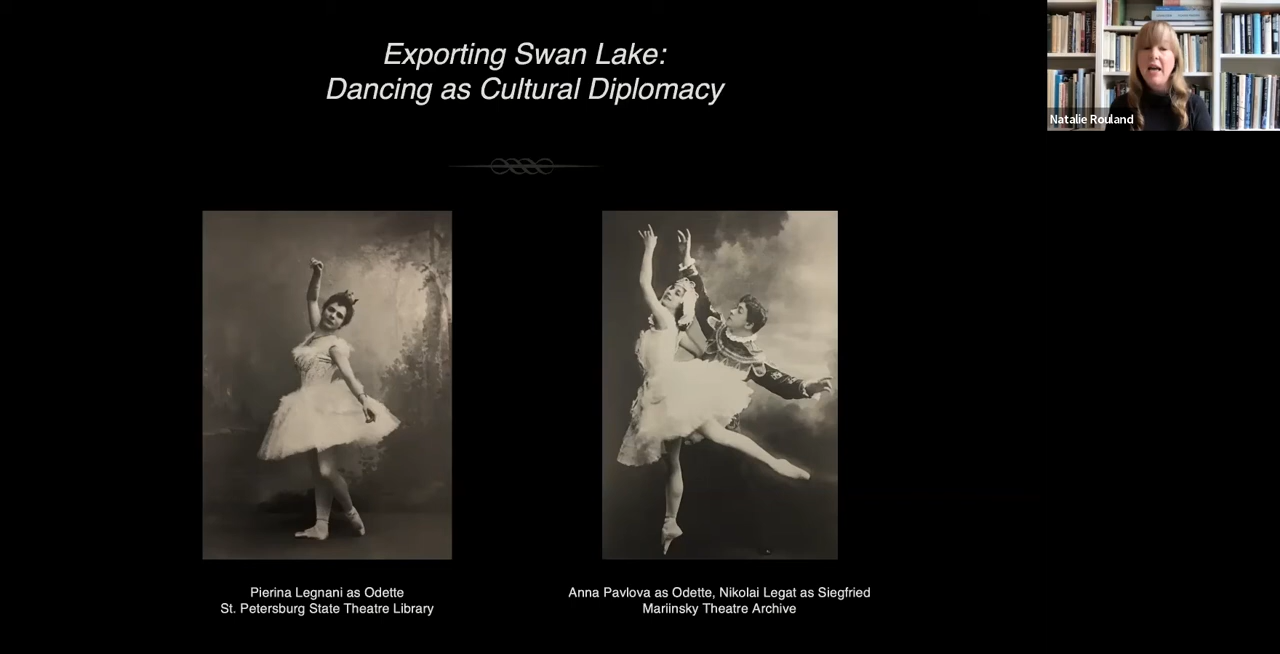 Exporting Swan Lake:
Dancing as Cultural Diplomacy
Natalie Rouland
Pierina Legnani as Odette
St. Petersburg State Theatre Library
Anna Pavlova as Odette, Nikolai Legat as Siegfried
Mariinsky Theatre Archive